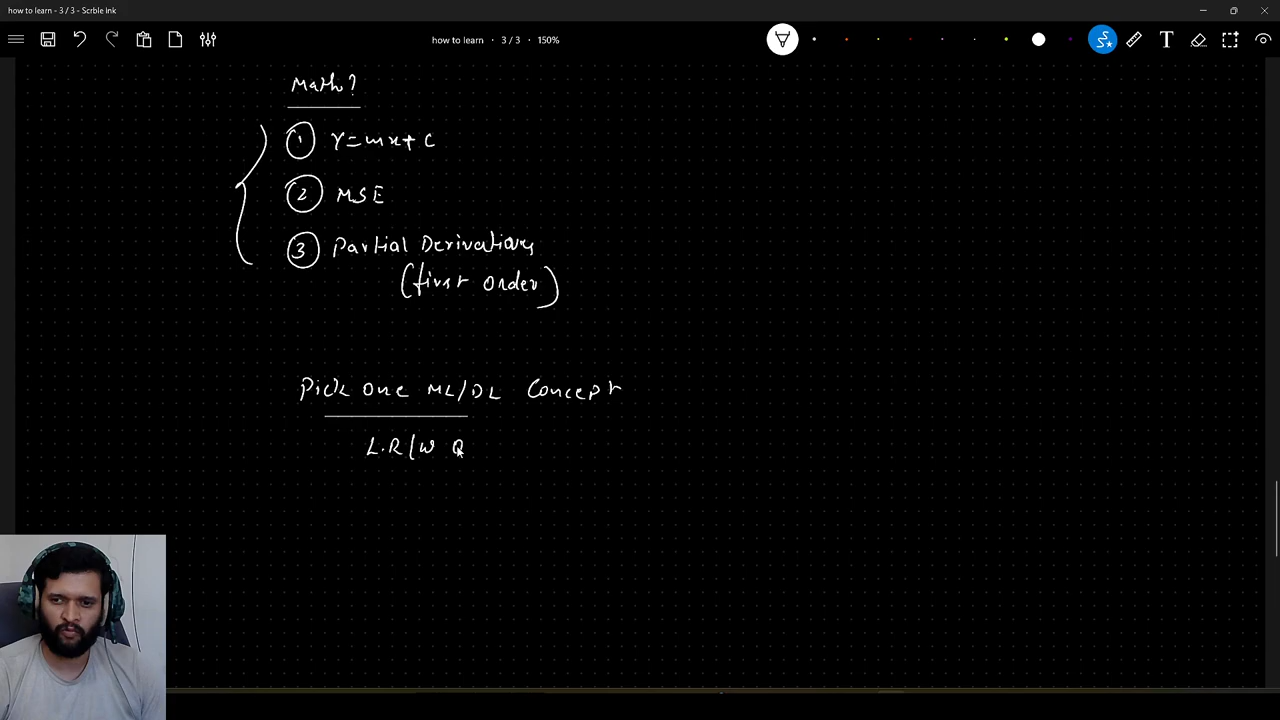 how to learn - 3 / 3 - Scrble Ink
how to learn • 3 / 3 • 150%
T
Math?
1 Y=mx+c
2 MSE
3 Partial Derivatives
(first order)
Pick One ML/DL Concept
L.R/W